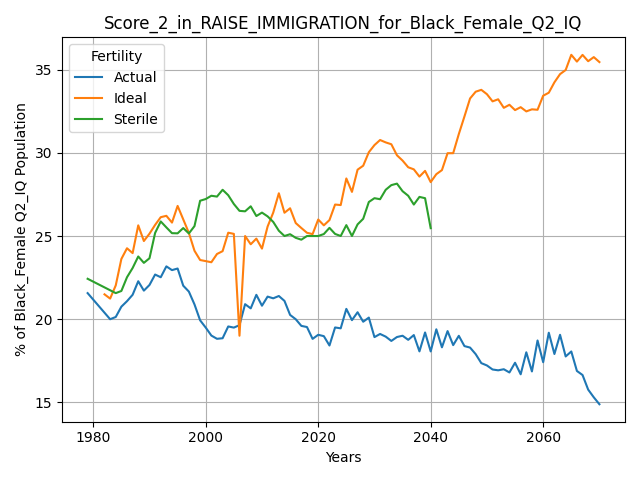 Score_2_in_RAISE_IMMIGRATION_for_Black_Female_Q2_IQ
Fertility
Actual
Ideal
Sterile
% of Black_Female Q2_IQ Population
35
30
25
20
15
1980
2000
2020
2040
2060
Years